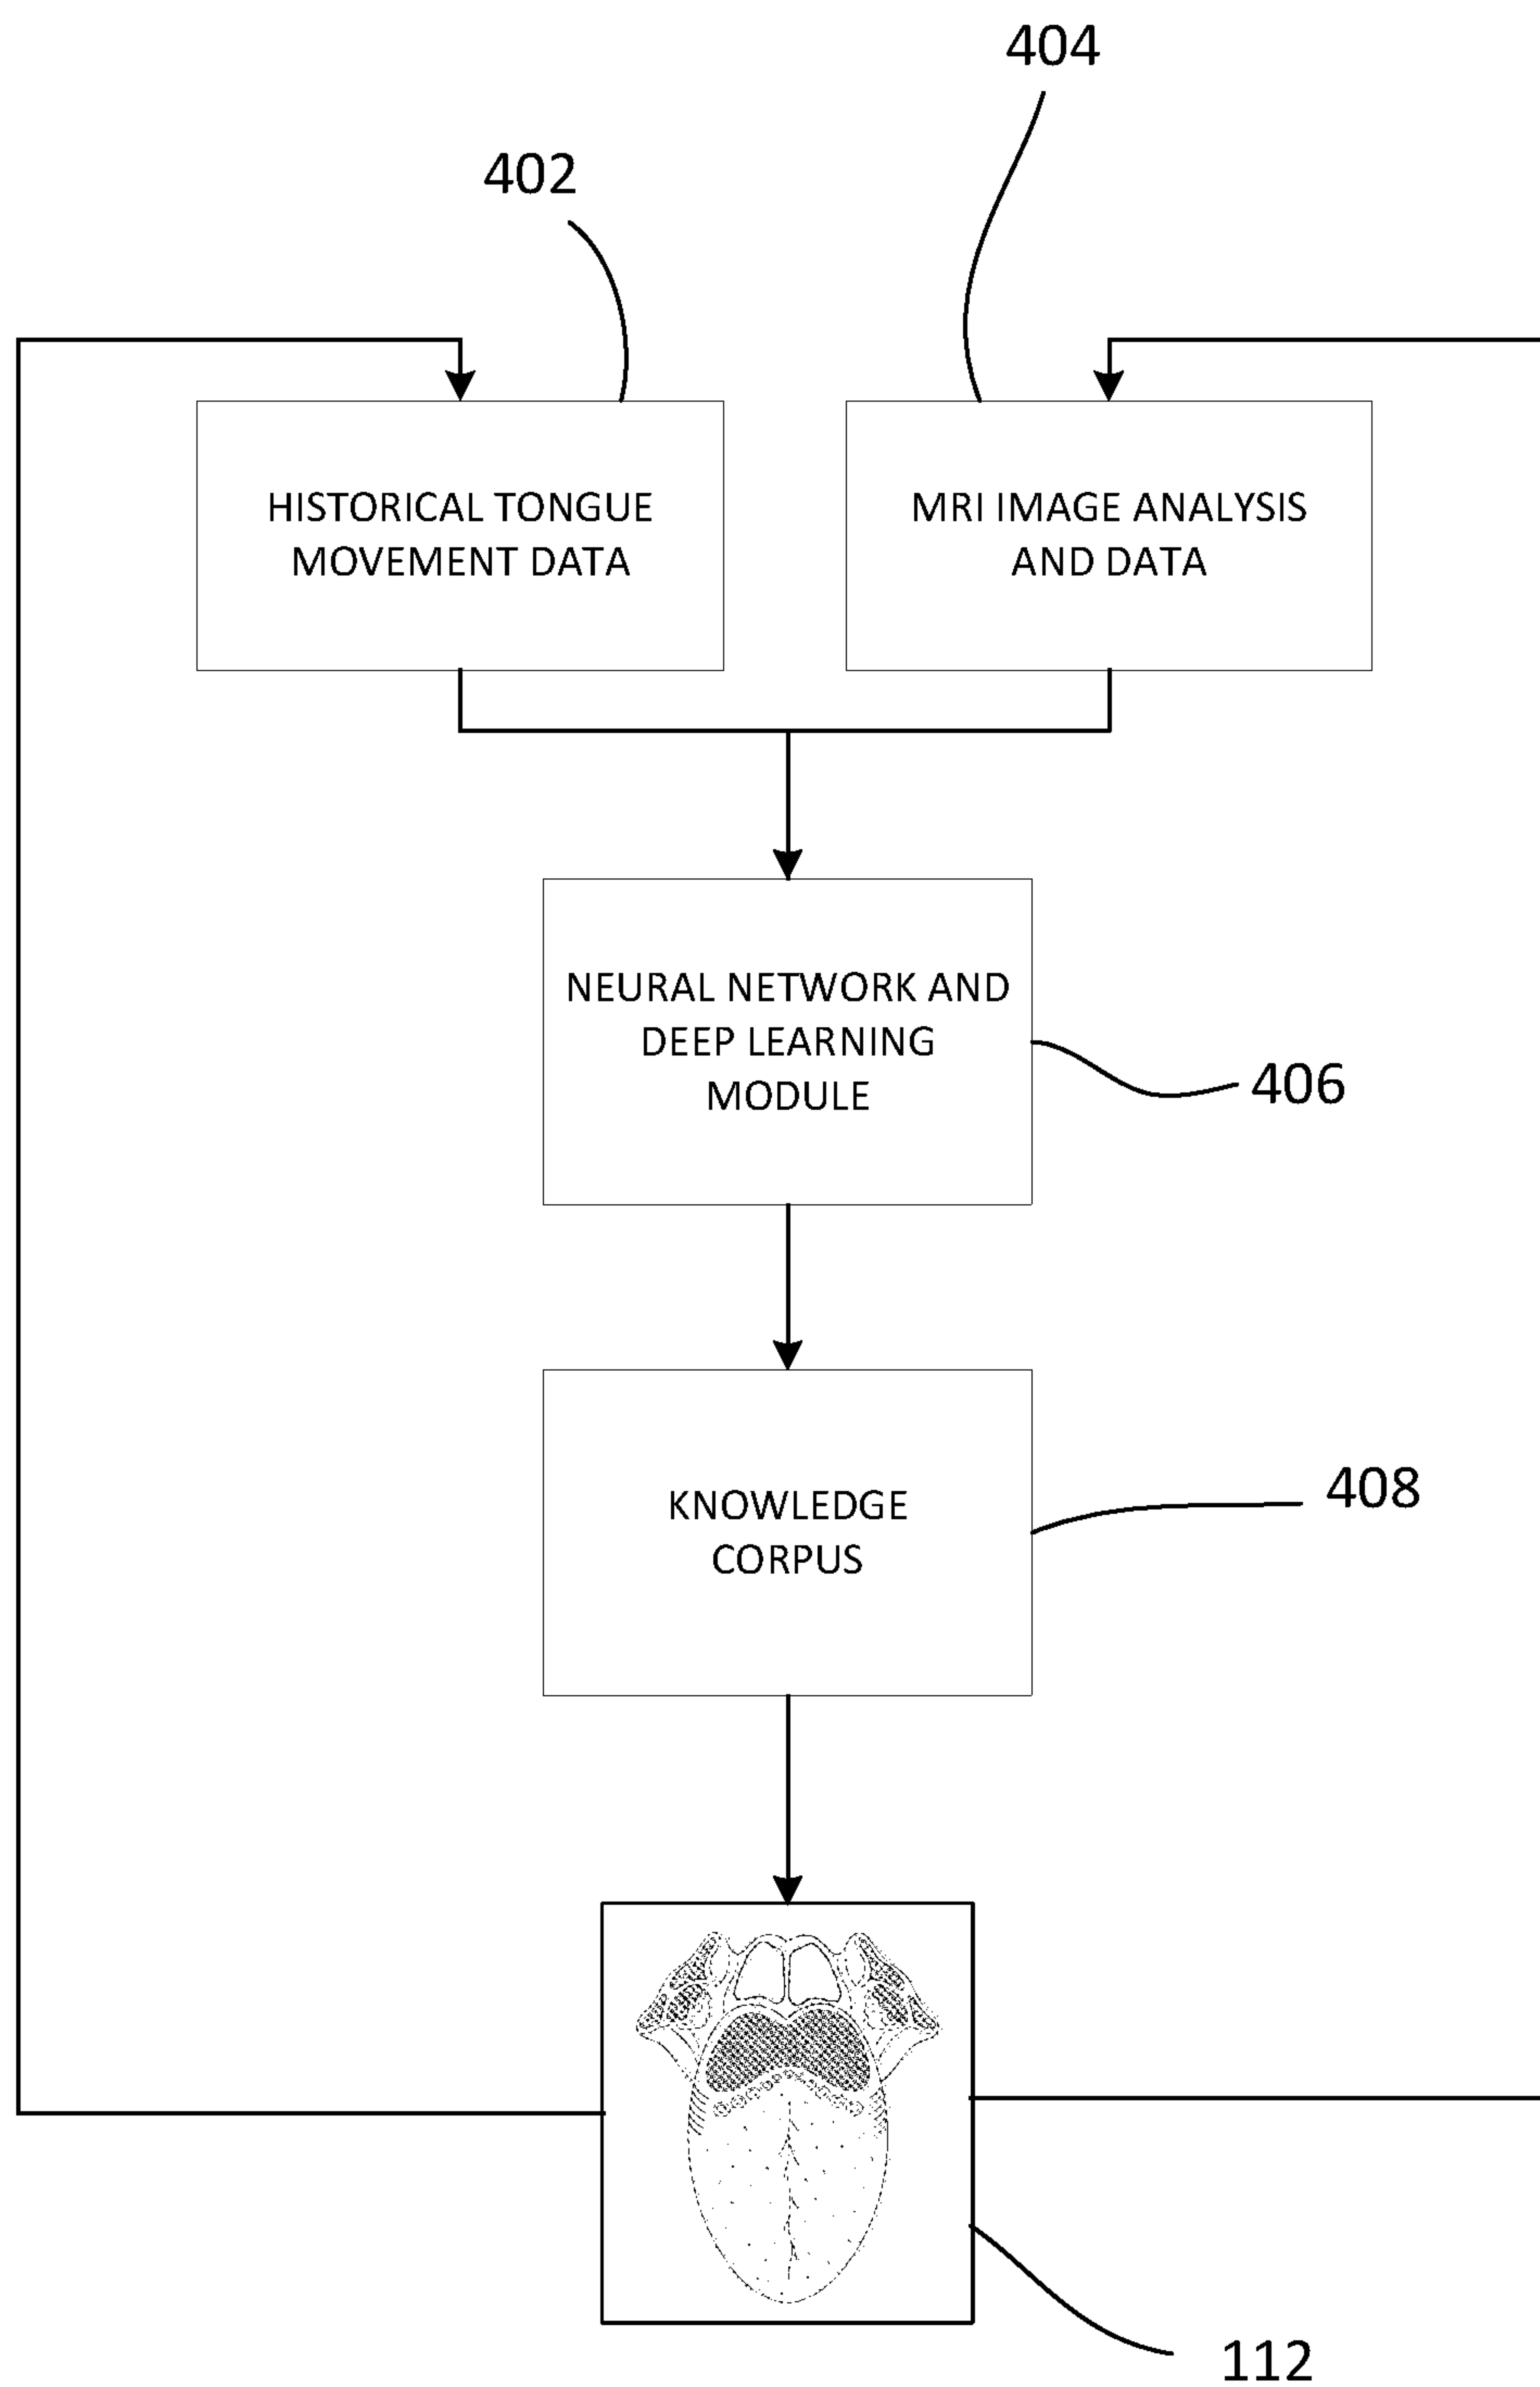 404
402
HISTORICAL TONGUE
MOVEMENT DATA
MRI IMAGE ANALYSIS
AND DATA
NEURAL NETWORK AND
DEEP LEARNING
MODULE
406
KNOWLEDGE
CORPUS
408
112